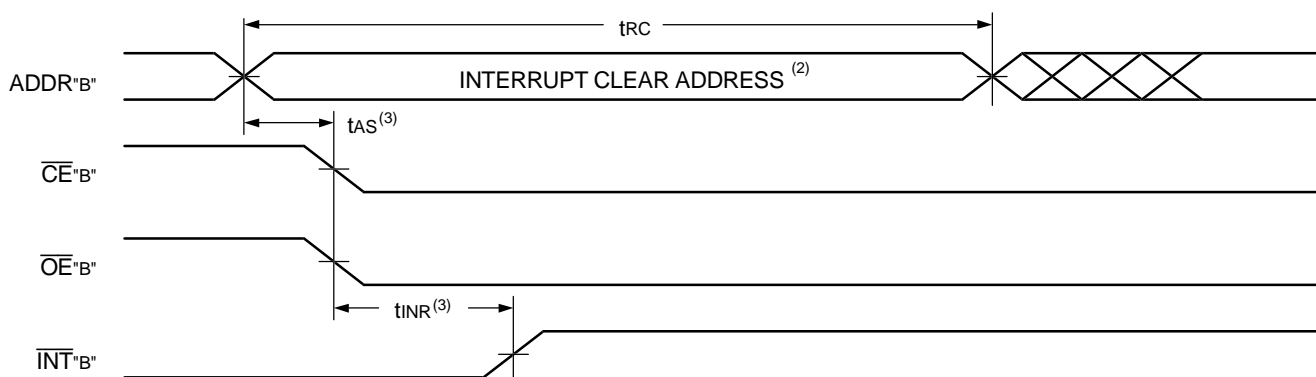 tRC
ADDR"B"
INTERRUPT CLEAR ADDRESS (2)
tAS(3)
CE"B"
OE"B"
tINR(3)
INT"B"